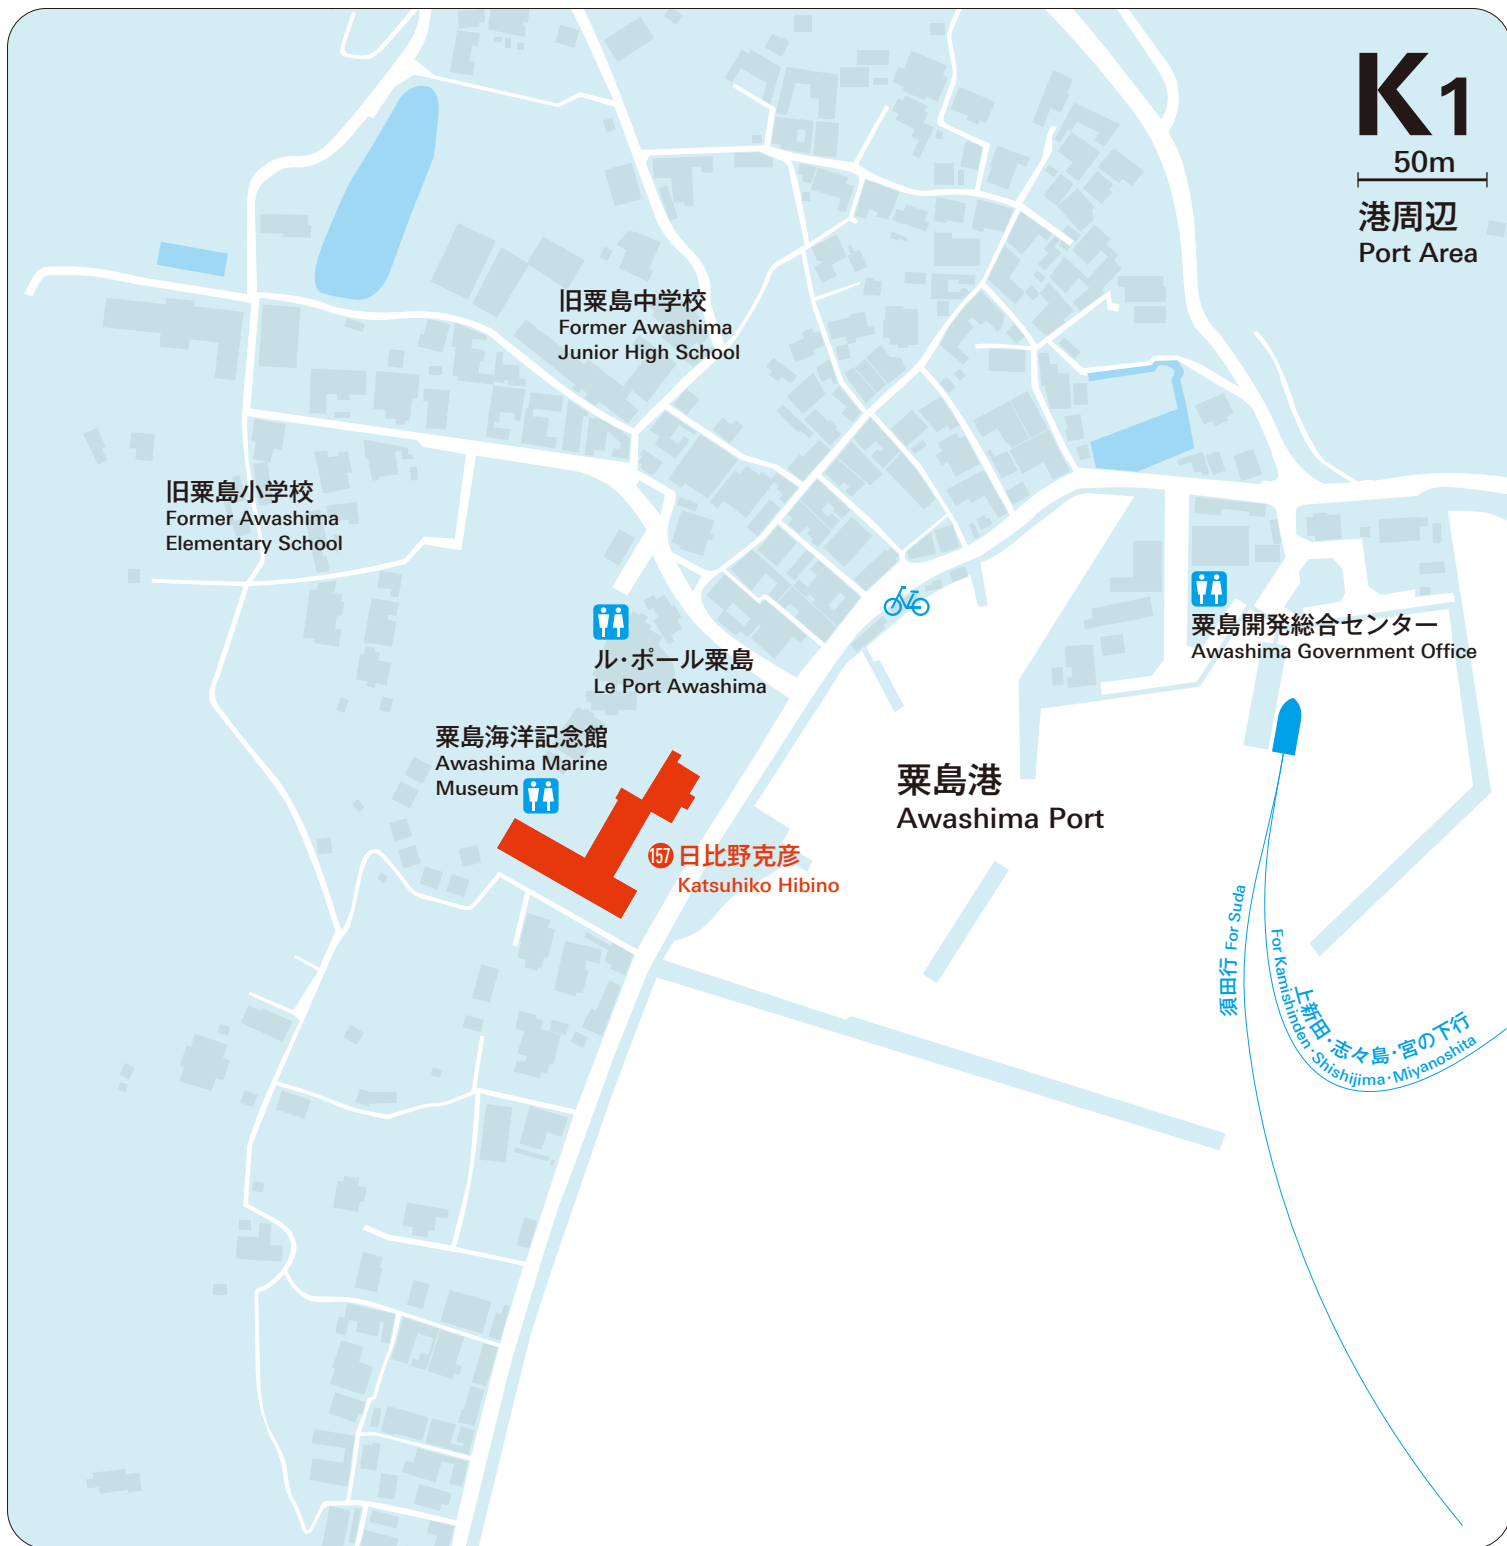 K1
50m
港周辺
Port Area
旧粟島中学校
Former Awashima
Junior High School
旧粟島小学校
Former Awashima
Elementary School
粟島開発総合センター
Awashima Government Office
ル・ポール粟島
Le Port Awashima
粟島海洋記念館
Awashima Marine
Museum
粟島港
Awashima Port
157 日比野克彦
Katsuhiko Hibino
須田行 For Suda
上新田・志々島・宮の下行
For Kamishinden・Shishijima・Miyanoshita